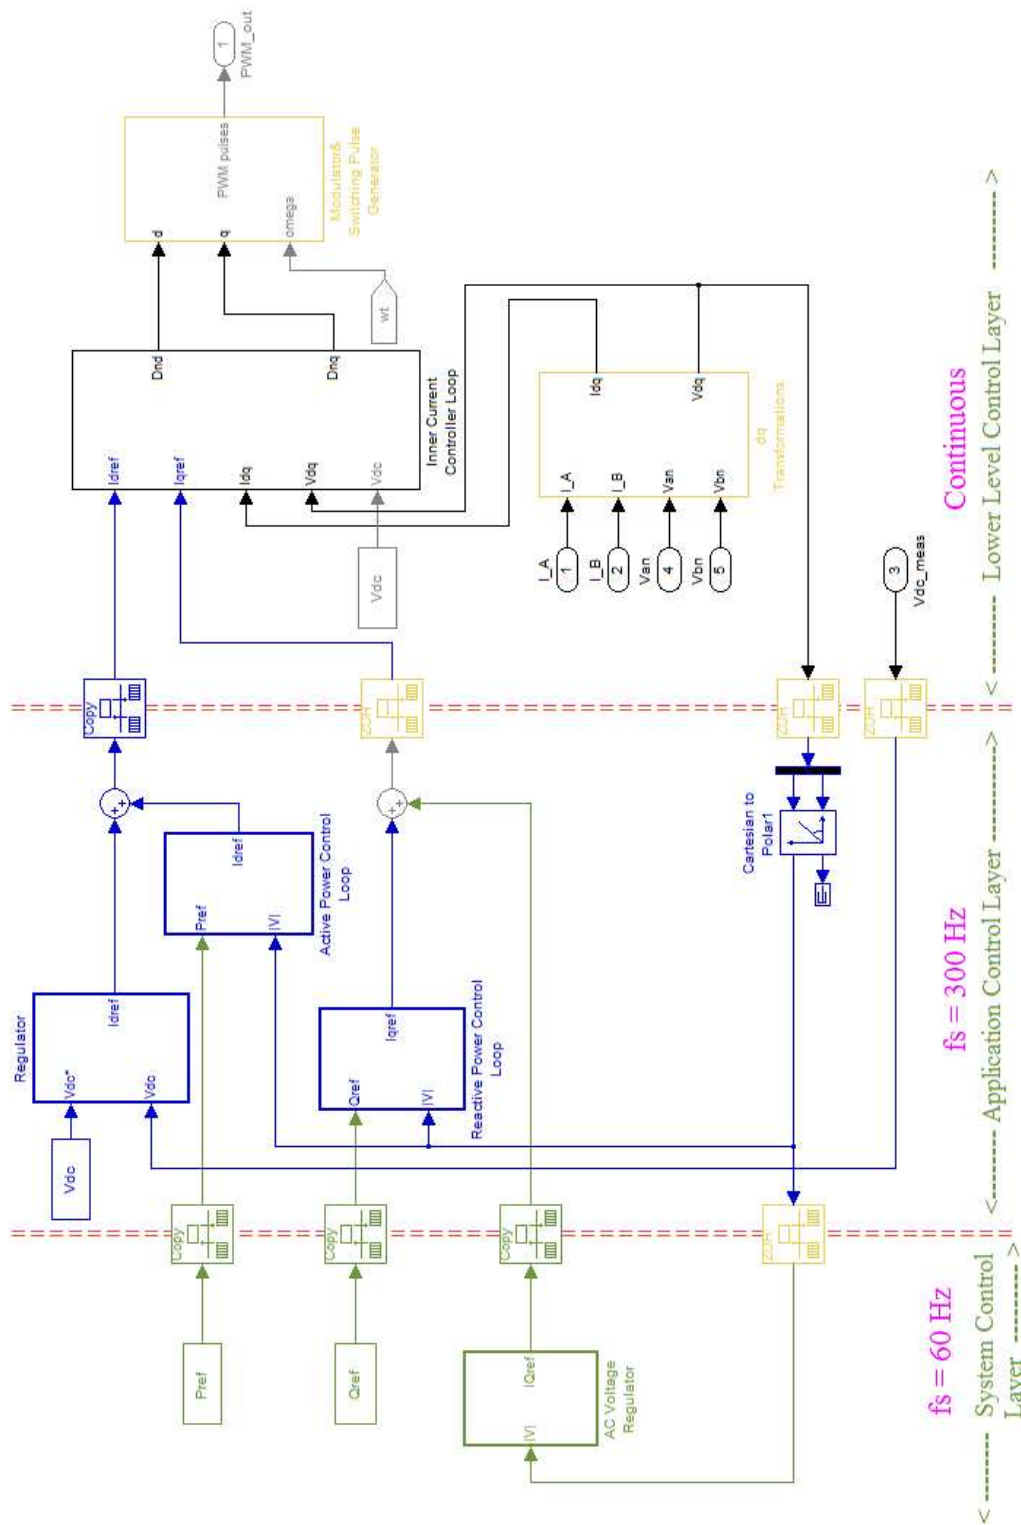 Vdc
Vdc*
Vdc
Idref
Regulator
Pref
Copy
Pref
|V|
Idref
Active Power Control
Loop
Qref
Copy
Qref
|V|
Iqref
Reactive Power Control
Loop
|V|
IQref
AC Voltage
Regulator
Copy
ZOH
Cartesian to
Polar1
+
+
+
+
Copy
ZOH
ZOH
ZOH
Idref
Iqref
Idq
Vdq
Vdc
Dnd
Dnq
Inner Current
Controller Loop
Vdc
wt
d
q
omega
PWM pulses
Modulator&
Switching Pulse
Generator
1
PWM_out
I_A
1
I_B
2
Van
4
Vbn
5
I_A
I_B
Van
Vbn
Idq
Vdq
dq
Transformations
3
Vdc_meas
fs = 60 Hz
fs = 300 Hz
Continuous
<--------- System Control
Layer --------->
<------- Application Control Layer ----------->
<------- Lower Level Control Layer --------->